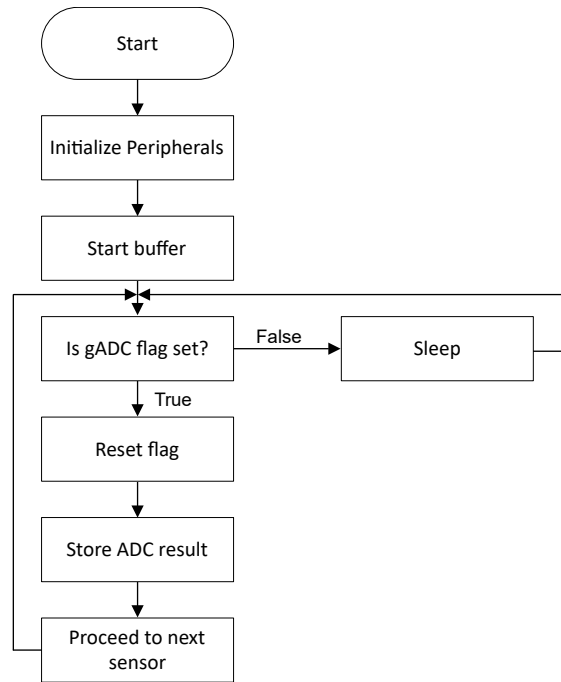 Start
Initialize Peripherals
Start buffer
Is gADC flag set?
False
Sleep
True
Reset flag
Store ADC result
Proceed to next
sensor